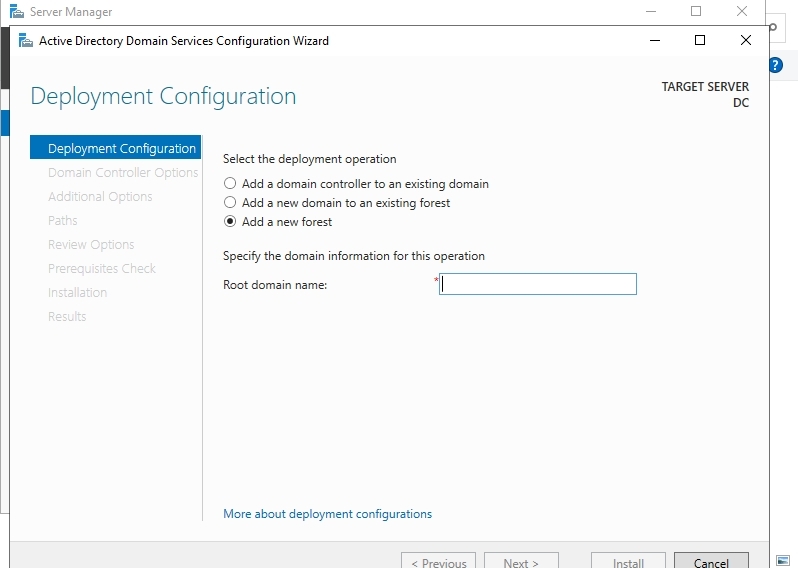 Server Manager
Active Directory Domain Services Configuration Wizard
Deployment Configuration
TARGET SERVER
DC
Deployment Configuration
Domain Controller Options
Additional Options
Paths
Review Options
Prerequisites Check
Installation
Results
Select the deployment operation
Add a domain controller to an existing domain
Add a new domain to an existing forest
Add a new forest
Specify the domain information for this operation
Root domain name:
*
More about deployment configurations
< Previous
Next >
Install
Cancel
?